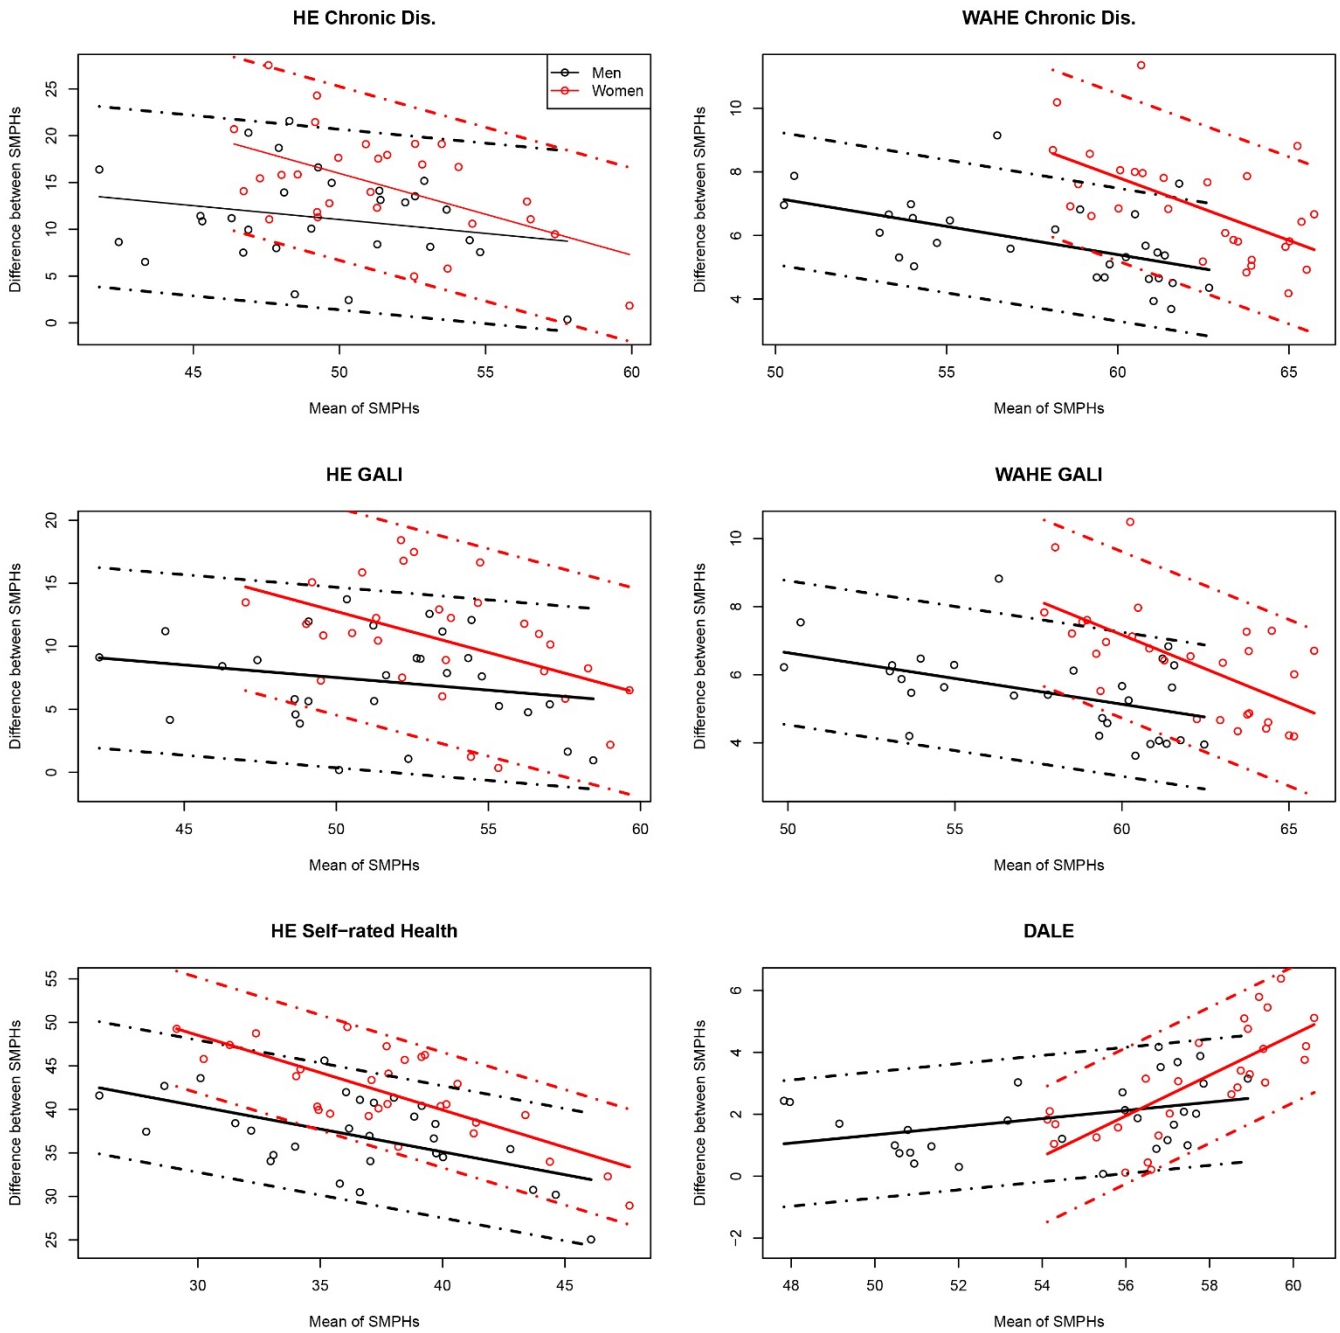 HE Chronic Dis.
Difference between SMPHs
25
20
15
10
5
0
Men
Women
45 50 55 60
Mean of SMPHs
WAHE Chronic Dis.
Difference between SMPHs
10
8
6
4
50 55 60 65
Mean of SMPHs
HE GALI
Difference between SMPHs
20
15
10
5
0
45 50 55 60
Mean of SMPHs
WAHE GALI
Difference between SMPHs
10
8
6
4
50 55 60 65
Mean of SMPHs
HE Self−rated Health
Difference between SMPHs
55
50
45
40
35
30
25
30 35 40 45
Mean of SMPHs
DALE
Difference between SMPHs
6
4
2
0
−2
48 50 52 54 56 58 60
Mean of SMPHs